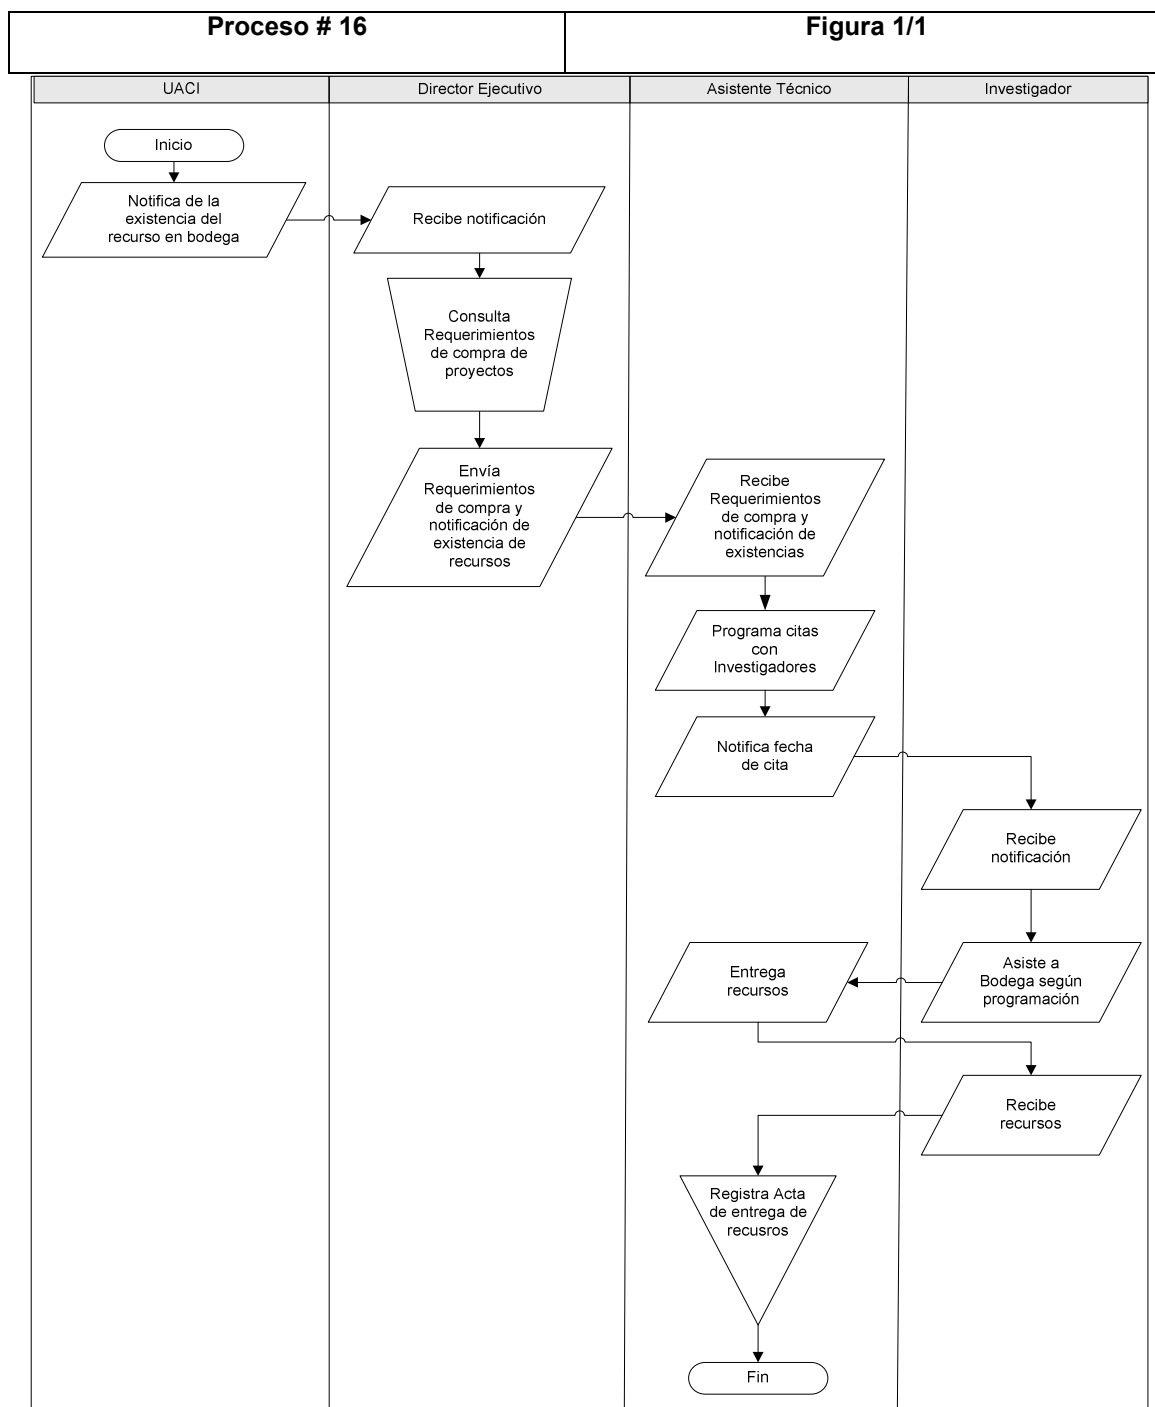 Proceso # 16
Figura 1/1
UACI
Director Ejecutivo
Asistente Técnico
Investigador
Inicio
Notifica de la
existencia del
recurso en bodega
Recibe notificación
Consulta
Requerimientos
de compra de
proyectos
Envía
Requerimientos
de compra y
notificación de
existencia de
recursos
Recibe
Requerimientos
de compra y
notificación de
existencias
Programa citas
con
Investigadores
Notifica fecha
de cita
Recibe
notificación
Asiste a
Bodega según
programación
Entrega
recursos
Recibe
recursos
Registra Acta
de entrega de
recusros
Fin